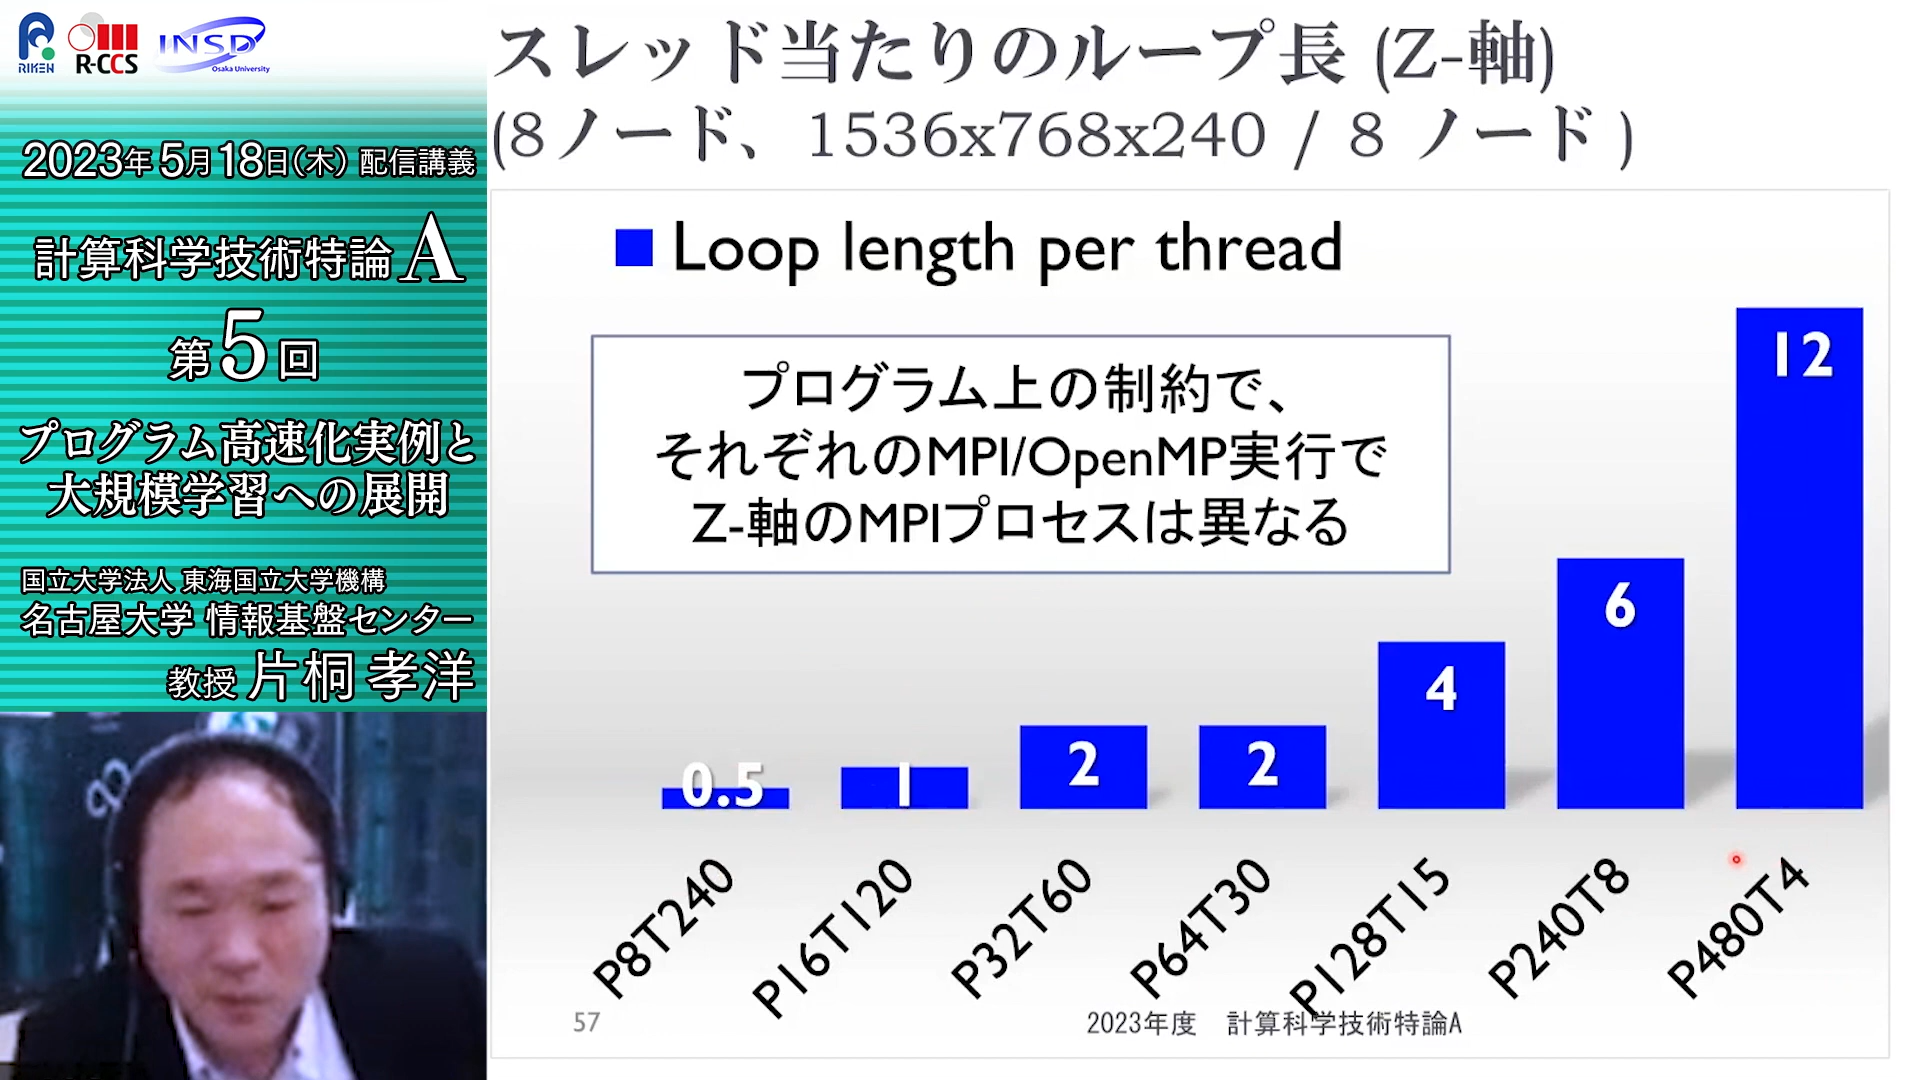 RIKEN
R-CCS
INSD
Osaka University
2023年5月18日(木) 配信講義
計算科学技術特論A
第5回
プログラム高速化実例と
大規模学習への展開
国立大学法人 東海国立大学機構
名古屋大学 情報基盤センター
教授 片桐 孝洋
スレッド当たりのループ長 (Z-軸)
(8ノード、1536x768x240 / 8 ノード )
Loop length per thread
プログラム上の制約で、
それぞれのMPI/OpenMP実行で
Z-軸のMPIプロセスは異なる
0.5
1
2
2
4
6
12
P8T240
P16T120
P32T60
P64T30
P128T15
P240T8
P480T4
57
2023年度 計算科学技術特論A